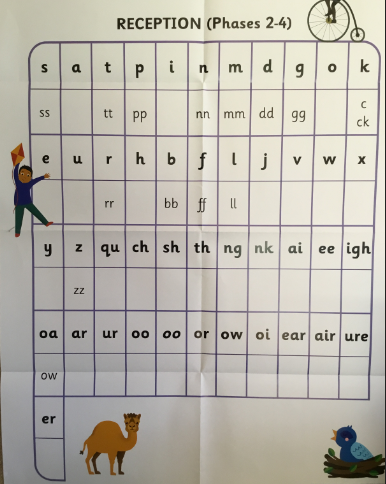 RECEPTION (Phases 2-4)
s a t p i n m d g o k
ss tt pp nn mm dd gg c
ck
e u r h b f l j v w x
rr bb ff ll
y z qu ch sh th ng nk ai ee igh
zz
oa ar ur oo oo or ow oi ear air ure
ow
er